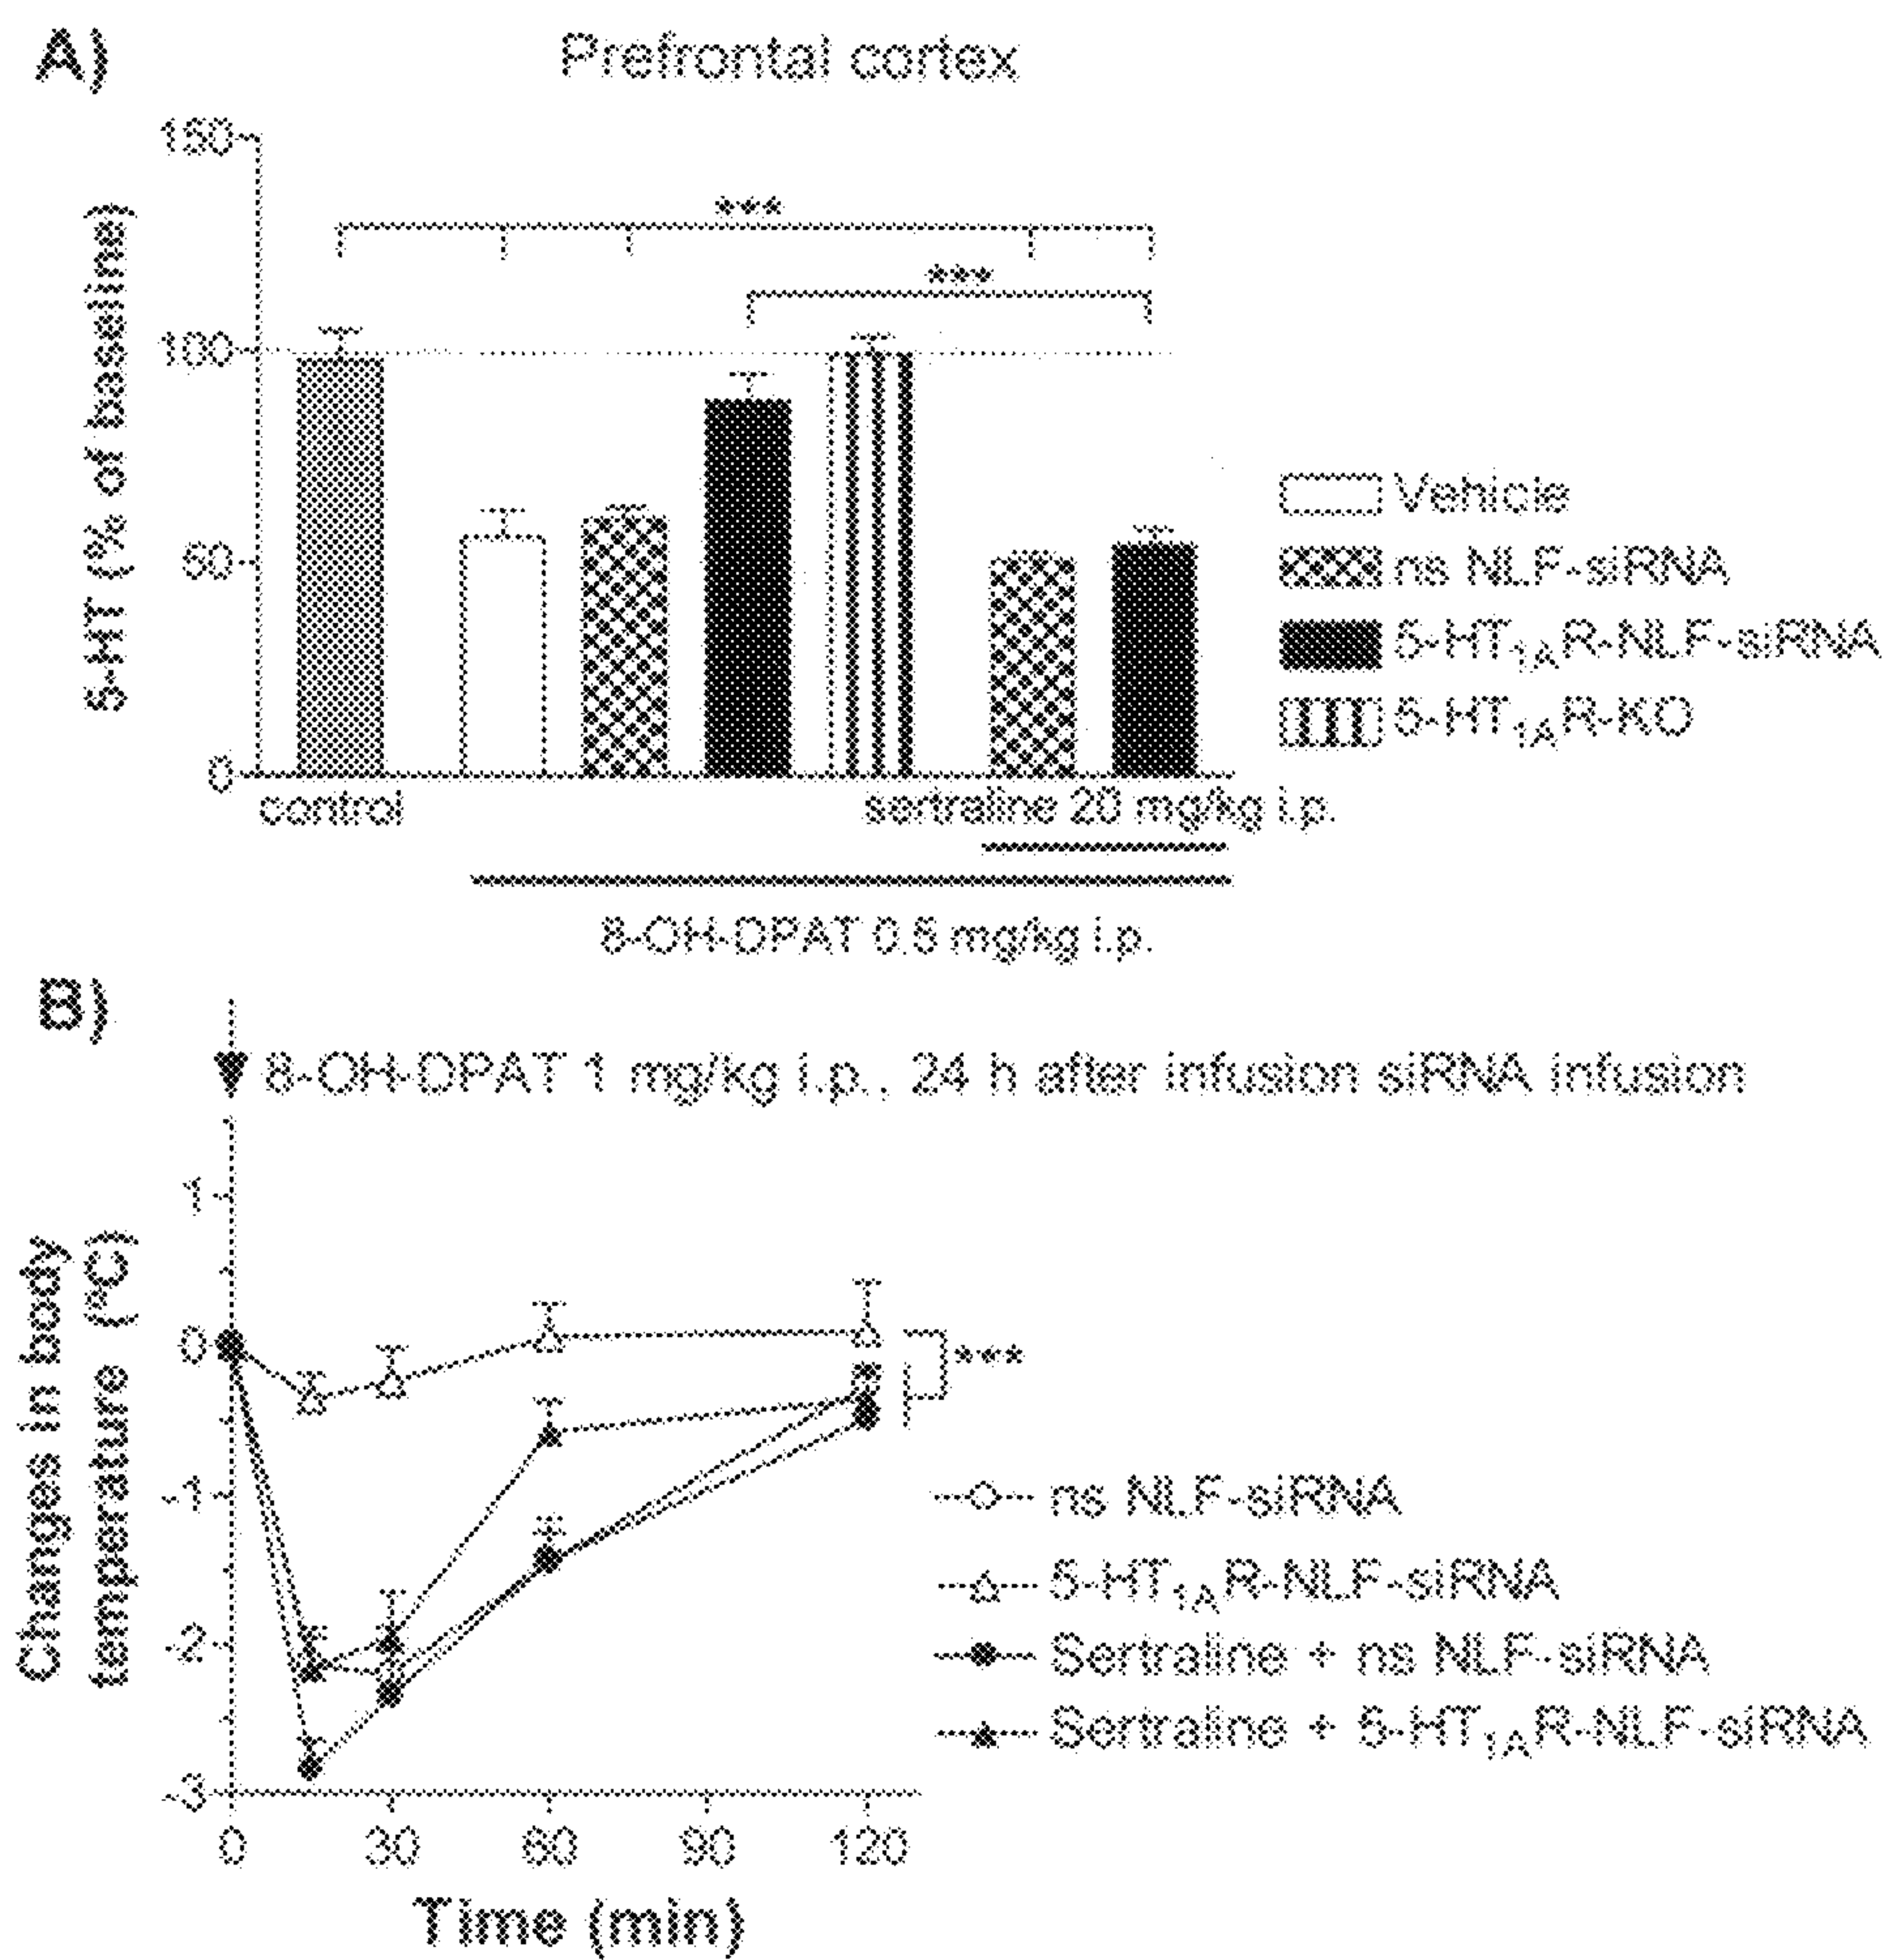 A)
Prefrontal cortex
5-HT (% of baseline)
150
100
50
0
***
***
control
sertraline 20 mg/kg i.p.
8-OH-DPAT 0.5 mg/kg i.p.
Vehicle
ns NLF-siRNA
5-HT1AR-NLF-siRNA
5-HT1AR-KO
B)
8-OH-DPAT 1 mg/kg i.p., 24 h after infusion siRNA infusion
Changes in body
temperature (ºC)
1
0
-1
-2
-3
***
0 30 60 90 120
Time (min)
ns NLF-siRNA
5-HT1AR-NLF-siRNA
Sertraline + ns NLF-siRNA
Sertraline + 5-HT1AR-NLF-siRNA